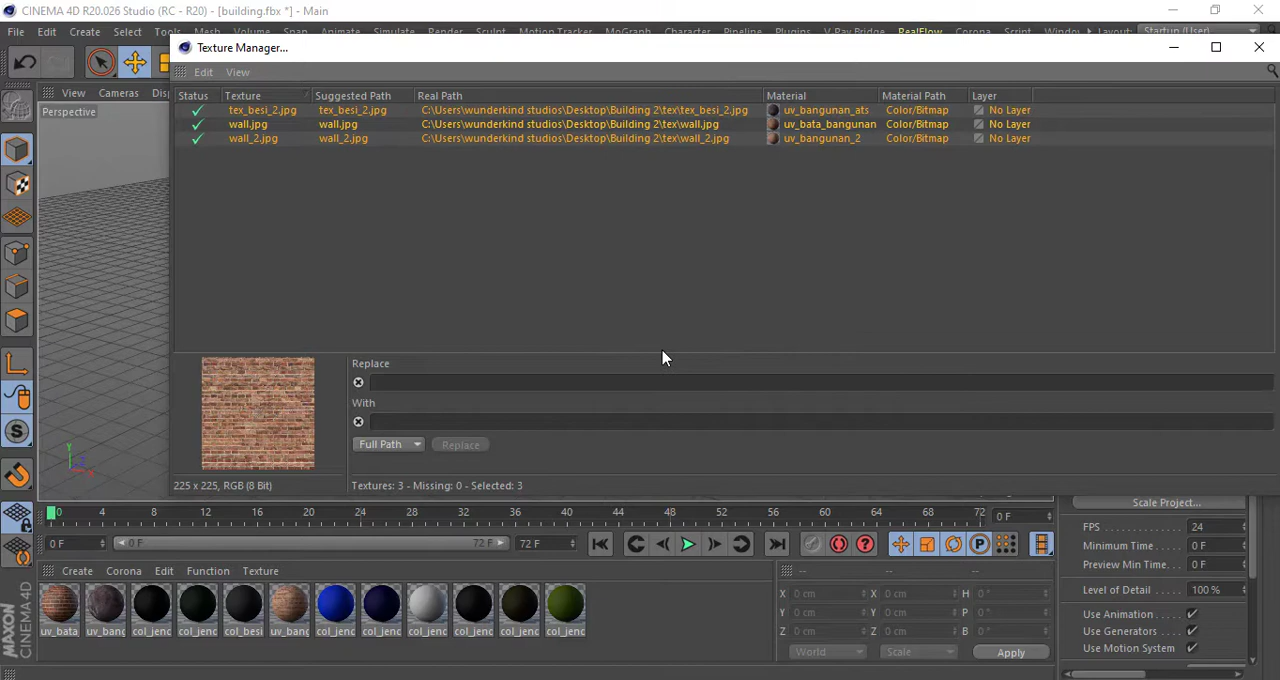 CINEMA 4D R20.026 Studio (RC - R20) - [building.fbx *] - Main
File Edit Select Tools Mesh Volume Snap Animate Simulate Render Sculpt Motion Tracker MoGraph Character Pipeline Plugins V-Ray Bridge RealFlow Corona Script Window Layout: Startup (User)
Texture Manager...
Edit View
View Cameras
Perspective
Status Texture Suggested Path Real Path Material Material Path Layer
tex_besi_2.jpg tex_besi_2.jpg C:\Users\wunderkind studios\Desktop\Building 2\tex\tex_besi_2.jpg uv_bangunan_ats Color/Bitmap No Layer
wall.jpg wall.jpg C:\Users\wunderkind studios\Desktop\Building 2\tex\wall.jpg uv_bata_bangunan Color/Bitmap No Layer
wall_2.jpg wall_2.jpg C:\Users\wunderkind studios\Desktop\Building 2\tex\wall_2.jpg uv_bangunan_2 Color/Bitmap No Layer
Replace
With
Full Path Replace
225 x 225, RGB (8 Bit)
Textures: 3 - Missing: 0 - Selected: 3
Scale Project...
0 4 8 12 16 20 24 28 32 36 40 44 48 52 56 60 64 68 72 0 F
0 F 0 F 72 F 72 F
FPS 24
Minimum Time 0 F
Preview Min Time 0 F
Level of Detail 100 %
Use Animation
Use Generators
Use Motion System
Create Corona Edit Function Texture
-- -- --
X 0 cm X 0 cm H 0 °
Y 0 cm Y 0 cm P 0 °
Z 0 cm Z 0 cm B 0 °
World Scale Apply
uv_bata uv_bang col_jenc col_jenc col_besi uv_bang col_jenc col_jenc col_jenc col_jenc col_jenc col_jenc
MAXON CINEMA 4D